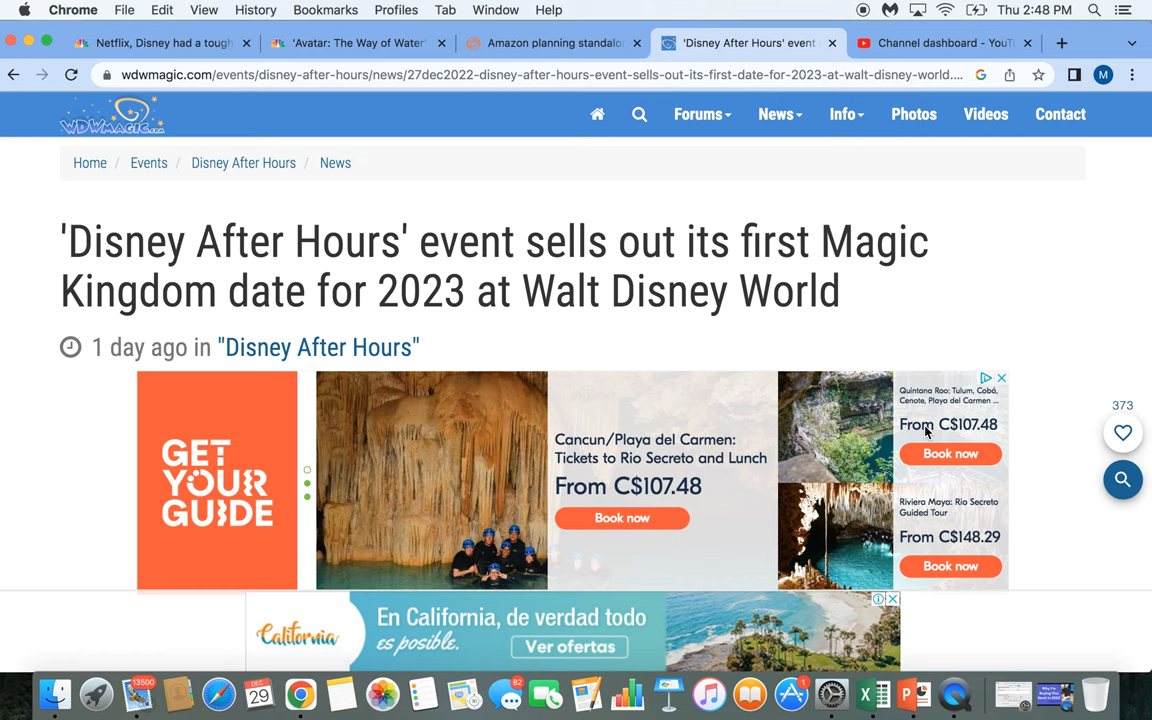 Chrome File Edit View History Bookmarks Profiles Tab Window Help Thu 2:48 PM
Netflix, Disney had a tough 'Avatar: The Way of Water' Amazon planning standalo 'Disney After Hours' event Channel dashboard - YouTu
wdwmagic.com/events/disney-after-hours/news/27dec2022-disney-after-hours-event-sells-out-its-first-date-for-2023-at-walt-disney-world.... M
WDWMAGIC.COM Forums News Info Photos Videos Contact
Home / Events / Disney After Hours / News
'Disney After Hours' event sells out its first Magic
Kingdom date for 2023 at Walt Disney World
1 day ago in "Disney After Hours"
GET
YOUR
GUIDE
Cancun/Playa del Carmen:
Tickets to Rio Secreto and Lunch
From C$107.48
Book now
Quintana Roo: Tulum, Cobá,
Cenote, Playa del Carmen ...
From C$107.48
Book now
Riviera Maya: Rio Secreto
Guided Tour
From C$148.29
Book now
373
California
En California, de verdad todo
es posible.
Ver ofertas
13500
DEC
29
82
1